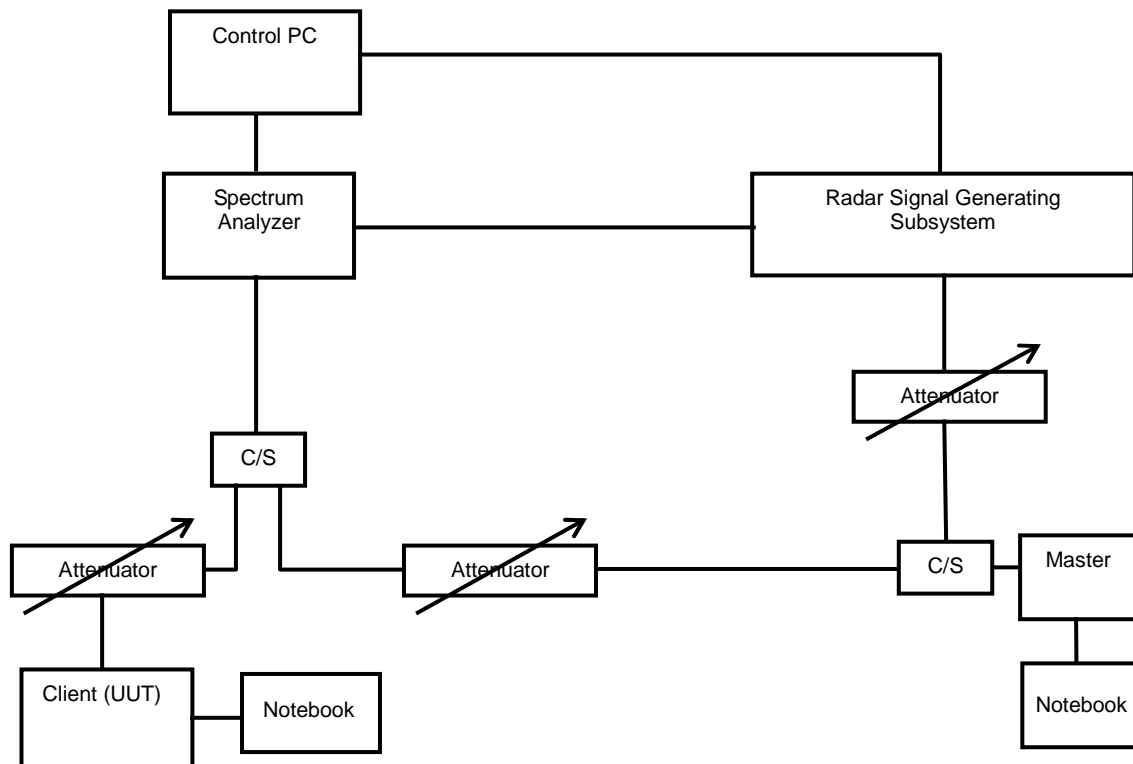 Control PC
Spectrum
Analyzer
Radar Signal Generating
Subsystem
Attenuator
C/S
Attenuator
Attenuator
C/S
Master
Client (UUT)
Notebook
Notebook